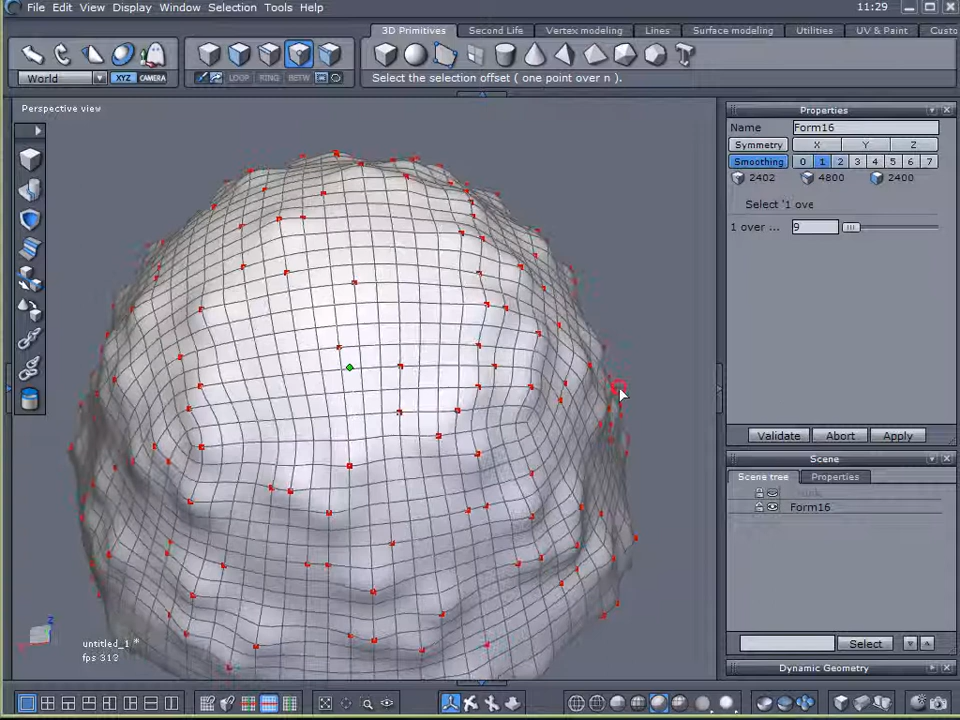 File Edit View Display Window Selection Tools Help 11:29
3D Primitives Second Life Vertex modeling Lines Surface modeling Utilities UV & Paint Custo
World XYZ CAMERA LOOP RING BETW Select the selection offset ( one point over n ).
Perspective view
Properties
Name Form16
Symmetry X Y Z
Smoothing 0 1 2 3 4 5 6 7
2402 4800 2400
Select '1 ove
1 over ... 9
Validate Abort Apply
Scene
Scene tree Properties
Form16
Z
untitled_1 *
fps 312
Select
Dynamic Geometry